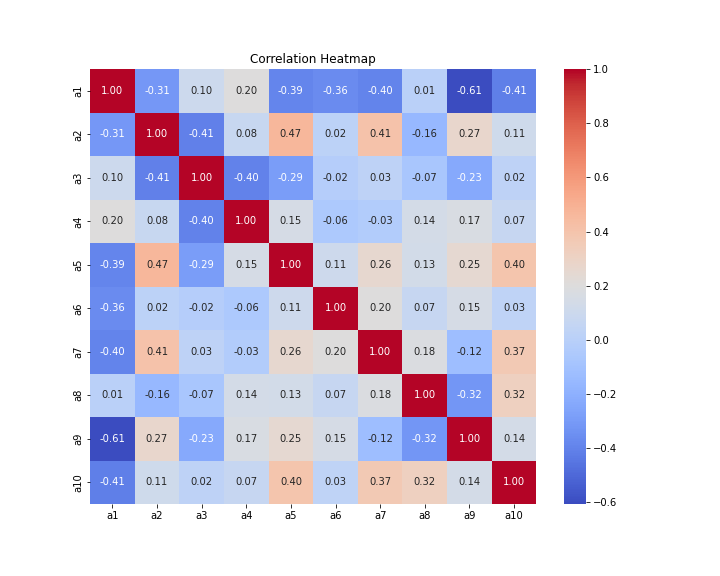 Correlation Heatmap
a1 1.00 -0.31 0.10 0.20 -0.39 -0.36 -0.40 0.01 -0.61 -0.41
a2 -0.31 1.00 -0.41 0.08 0.47 0.02 0.41 -0.16 0.27 0.11
a3 0.10 -0.41 1.00 -0.40 -0.29 -0.02 0.03 -0.07 -0.23 0.02
a4 0.20 0.08 -0.40 1.00 0.15 -0.06 -0.03 0.14 0.17 0.07
a5 -0.39 0.47 -0.29 0.15 1.00 0.11 0.26 0.13 0.25 0.40
a6 -0.36 0.02 -0.02 -0.06 0.11 1.00 0.20 0.07 0.15 0.03
a7 -0.40 0.41 0.03 -0.03 0.26 0.20 1.00 0.18 -0.12 0.37
a8 0.01 -0.16 -0.07 0.14 0.13 0.07 0.18 1.00 -0.32 0.32
a9 -0.61 0.27 -0.23 0.17 0.25 0.15 -0.12 -0.32 1.00 0.14
a10 -0.41 0.11 0.02 0.07 0.40 0.03 0.37 0.32 0.14 1.00
a1 a2 a3 a4 a5 a6 a7 a8 a9 a10
1.0
0.8
0.6
0.4
0.2
0.0
−0.2
−0.4
−0.6